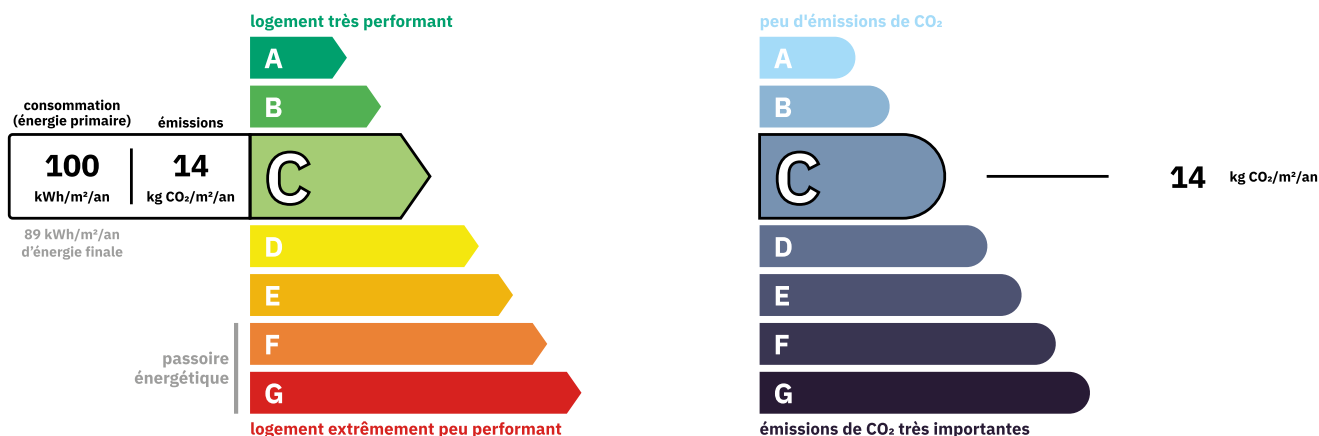 logement très performant
A
B
consommation
(énergie primaire)
émissions
100
kWh/m²/an
14
kg CO₂/m²/an
C
89 kWh/m²/an
d'énergie finale
D
E
passoire
énergétique
F
G
logement extrêmement peu performant
peu d'émissions de CO₂
A
B
C
14 kg CO₂/m²/an
D
E
F
G
émissions de CO₂ très importantes